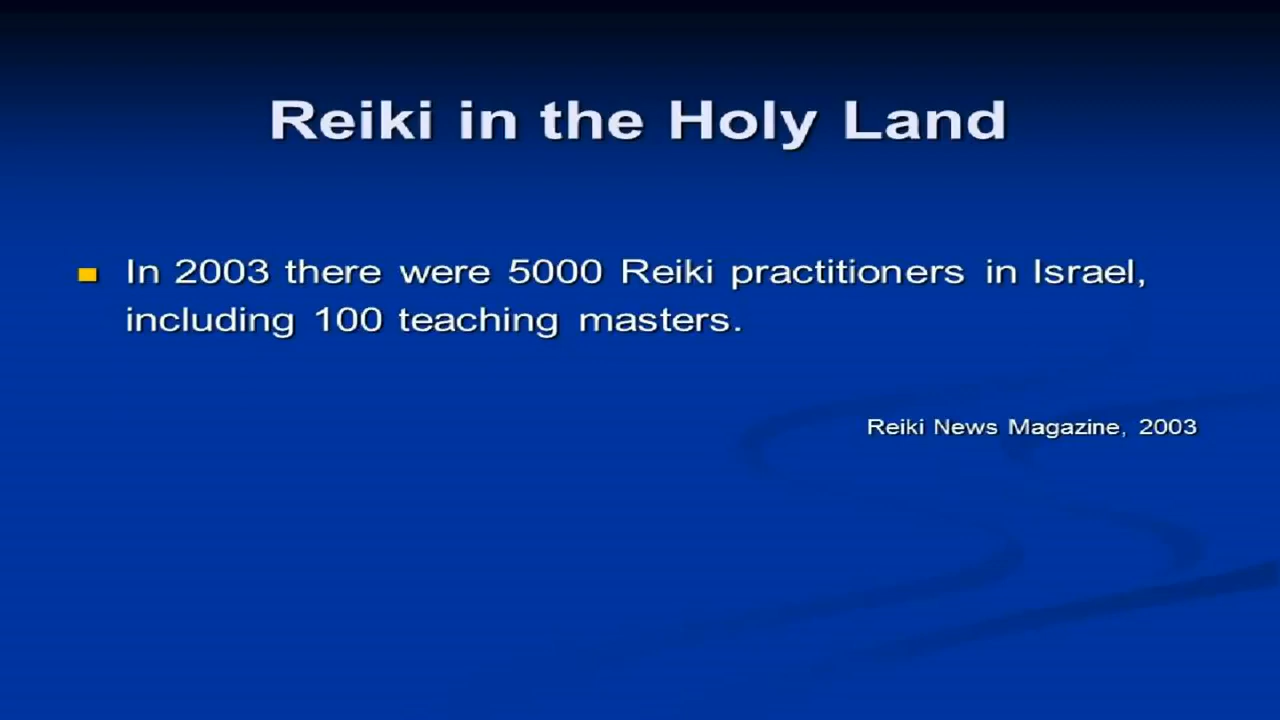 Reiki in the Holy Land
In 2003 there were 5000 Reiki practitioners in Israel,
including 100 teaching masters.
Reiki News Magazine, 2003